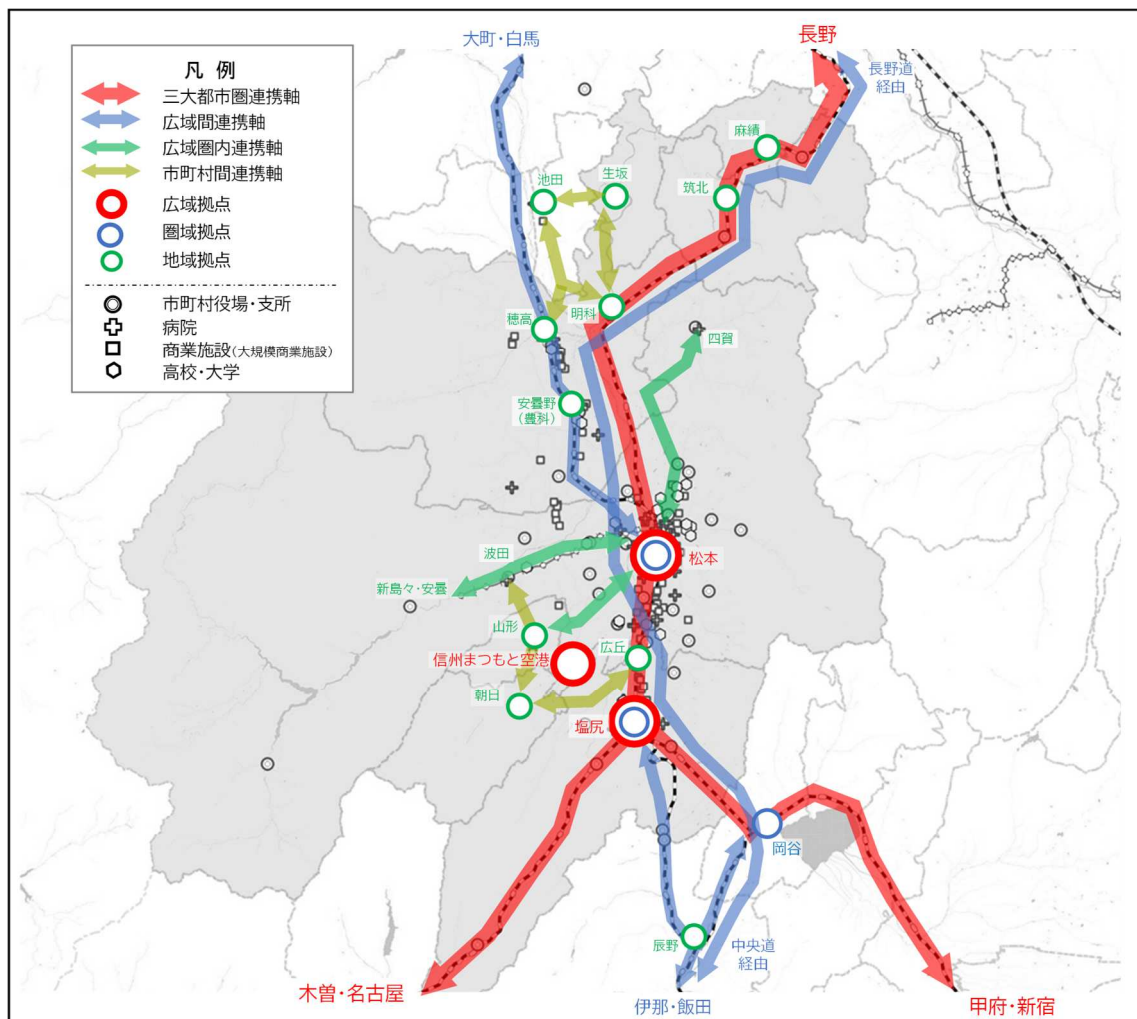 大町・白馬
長野
長野道
経由
凡例
三大都市圏連携軸
広域間連携軸
広域圏内連携軸
市町村間連携軸
広域拠点
圏域拠点
地域拠点
市町村役場・支所
病院
商業施設(大規模商業施設)
高校・大学
麻績
筑北
池田
生坂
明科
穂高
四賀
安曇野
(豊科)
波田
松本
新島々・安曇
山形
信州まつもと空港
広丘
朝日
塩尻
岡谷
辰野
中央道
経由
木曽・名古屋
伊那・飯田
甲府・新宿